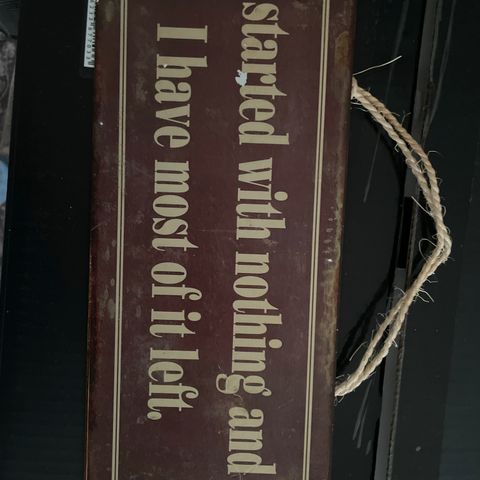 started with nothing and
I have most of it left.